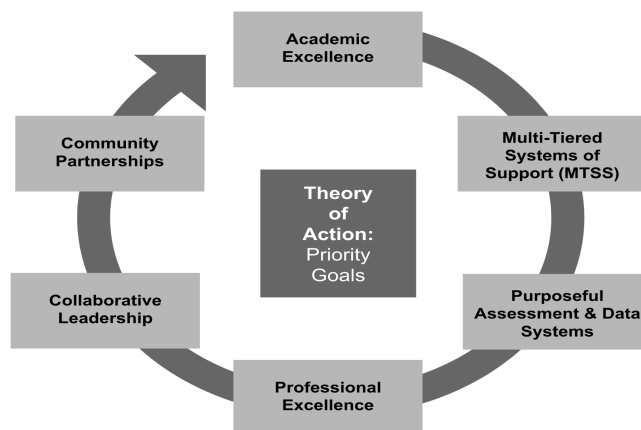 Academic
Excellence
Multi-Tiered
Systems of
Support (MTSS)
Purposeful
Assessment & Data
Systems
Professional
Excellence
Collaborative
Leadership
Community
Partnerships
Theory
of
Action:
Priority
Goals